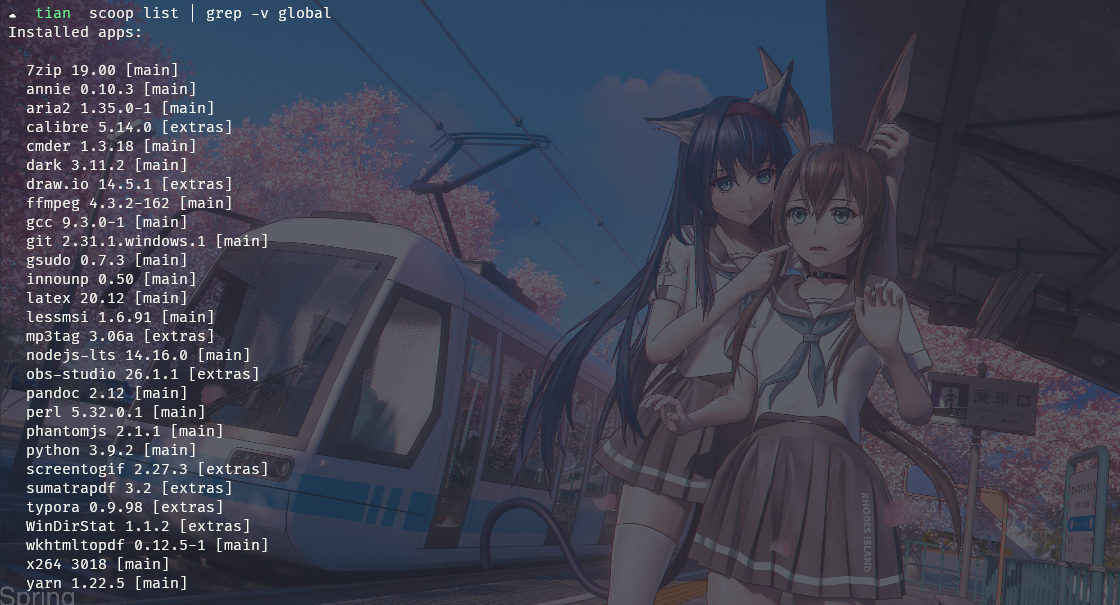 tian scoop list | grep -v global
Installed apps:
7zip 19.00 [main]
annie 0.10.3 [main]
aria2 1.35.0-1 [main]
calibre 5.14.0 [extras]
cmder 1.3.18 [main]
dark 3.11.2 [main]
draw.io 14.5.1 [extras]
ffmpeg 4.3.2-162 [main]
gcc 9.3.0-1 [main]
git 2.31.1.windows.1 [main]
gsudo 0.7.3 [main]
innounp 0.50 [main]
latex 20.12 [main]
lessmsi 1.6.91 [main]
mp3tag 3.06a [extras]
nodejs-lts 14.16.0 [main]
obs-studio 26.1.1 [extras]
pandoc 2.12 [main]
perl 5.32.0.1 [main]
phantomjs 2.1.1 [main]
python 3.9.2 [main]
screentogif 2.27.3 [extras]
sumatrapdf 3.2 [extras]
typora 0.9.98 [extras]
WinDirStat 1.1.2 [extras]
wkhtmltopdf 0.12.5-1 [main]
x264 3018 [main]
yarn 1.22.5 [main]
Spring
乗車口
RHODES ISLAND